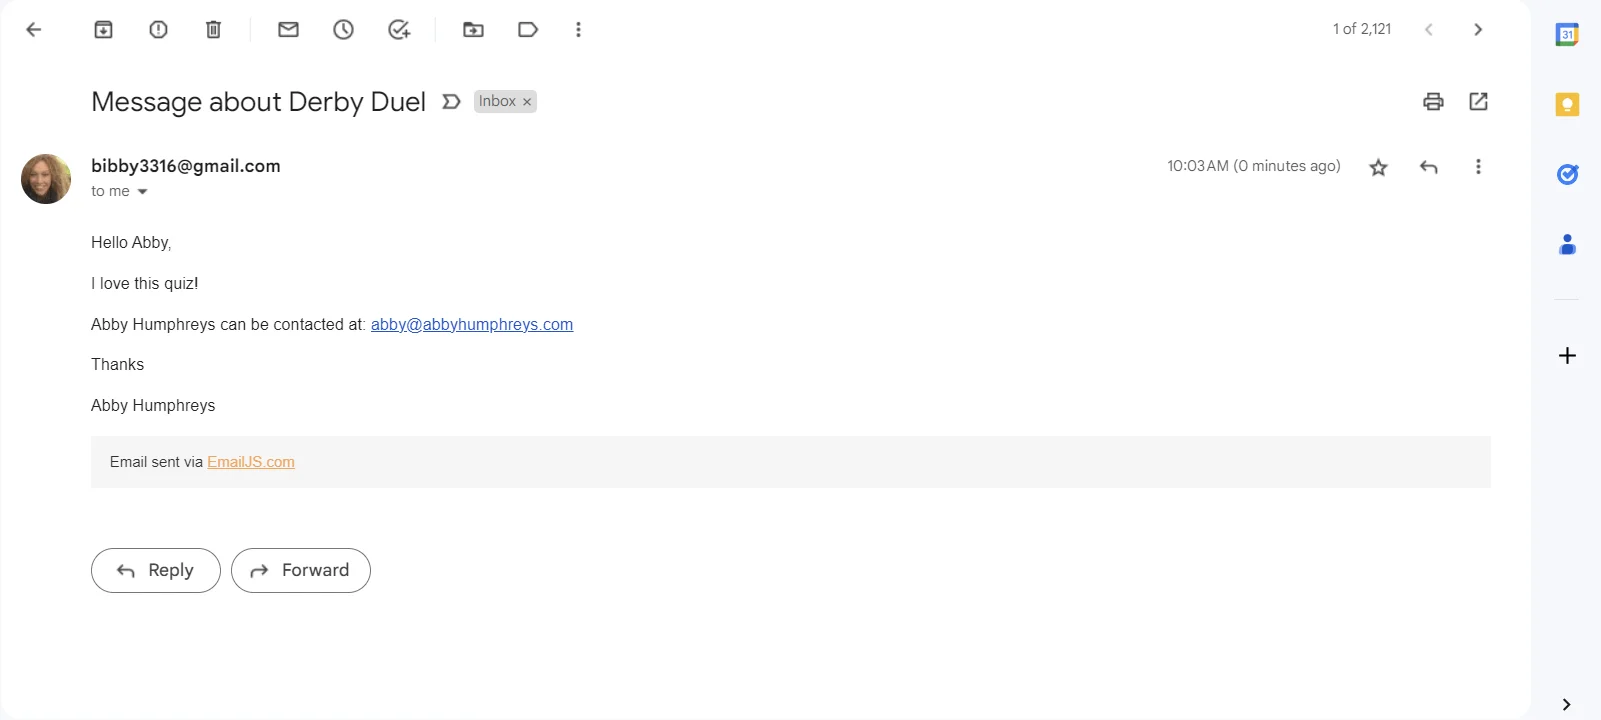 1 of 2,121
31
Message about Derby Duel Inbox ×
bibby3316@gmail.com 10:03 AM (0 minutes ago)
to me
Hello Abby,
I love this quiz!
Abby Humphreys can be contacted at: abby@abbyhumphreys.com
Thanks
Abby Humphreys
Email sent via EmailJS.com
Reply Forward